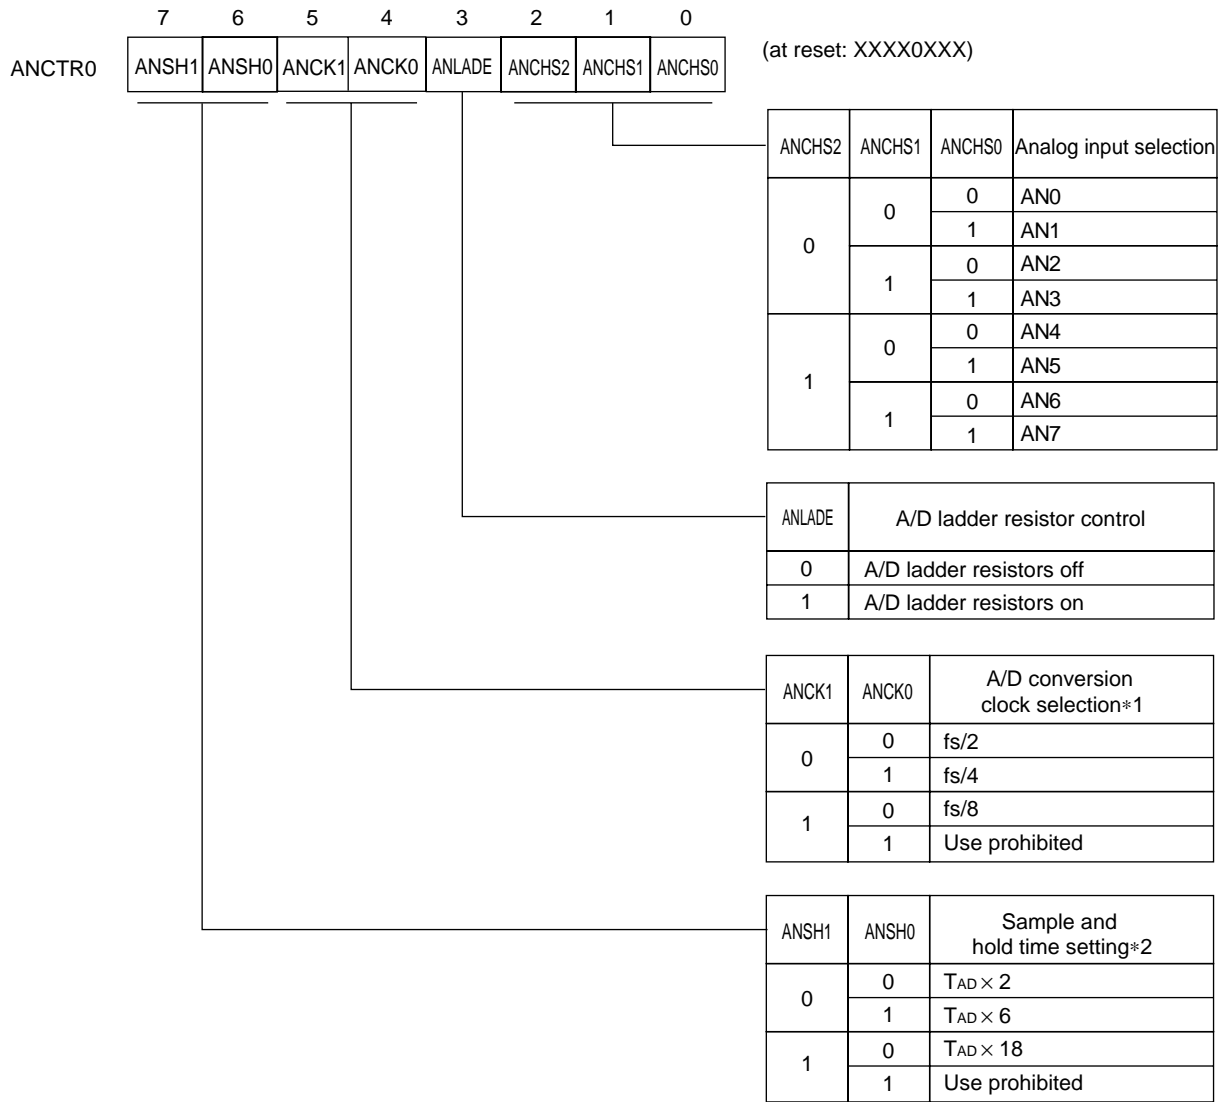 7 6 5 4 3 2 1 0
ANCTR0 ANSH1 ANSH0 ANCK1 ANCK0 ANLADE ANCHS2 ANCHS1 ANCHS0 (at reset: XXXX0XXX)
ANCHS2 ANCHS1 ANCHS0 Analog input selection
0 0 0 AN0
1 AN1
1 0 AN2
1 AN3
1 0 0 AN4
1 AN5
1 0 AN6
1 AN7
ANLADE A/D ladder resistor control
0 A/D ladder resistors off
1 A/D ladder resistors on
ANCK1 ANCK0 A/D conversion
clock selection*1
0 0 fs/2
1 fs/4
1 0 fs/8
1 Use prohibited
ANSH1 ANSH0 Sample and
hold time setting*2
0 0 TAD × 2
1 TAD × 6
1 0 TAD × 18
1 Use prohibited